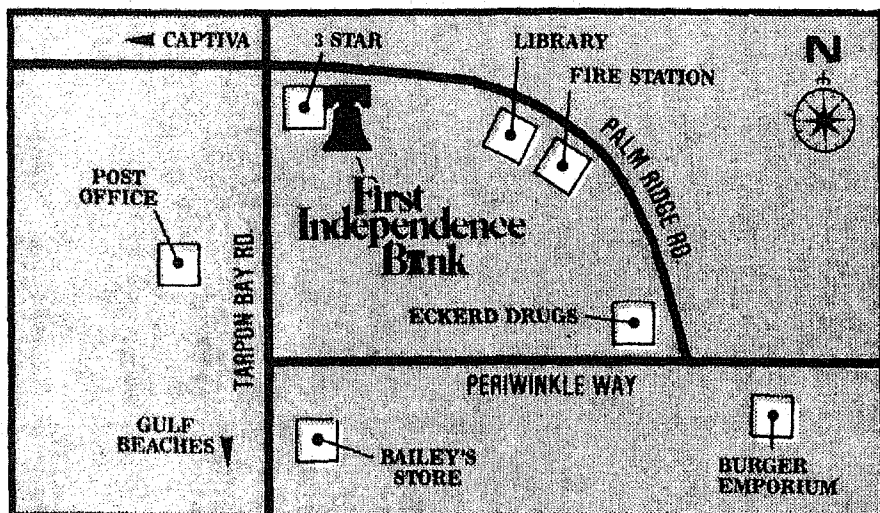 CAPTIVA
3 STAR
LIBRARY
N
FIRE STATION
PALM RIDGE RD.
POST
OFFICE
First
Independence
Bank
TARPON BAY RD.
ECKERD DRUGS
PERIWINKLE WAY
GULF
BEACHES
BAILEY'S
STORE
BURGER
EMPORIUM